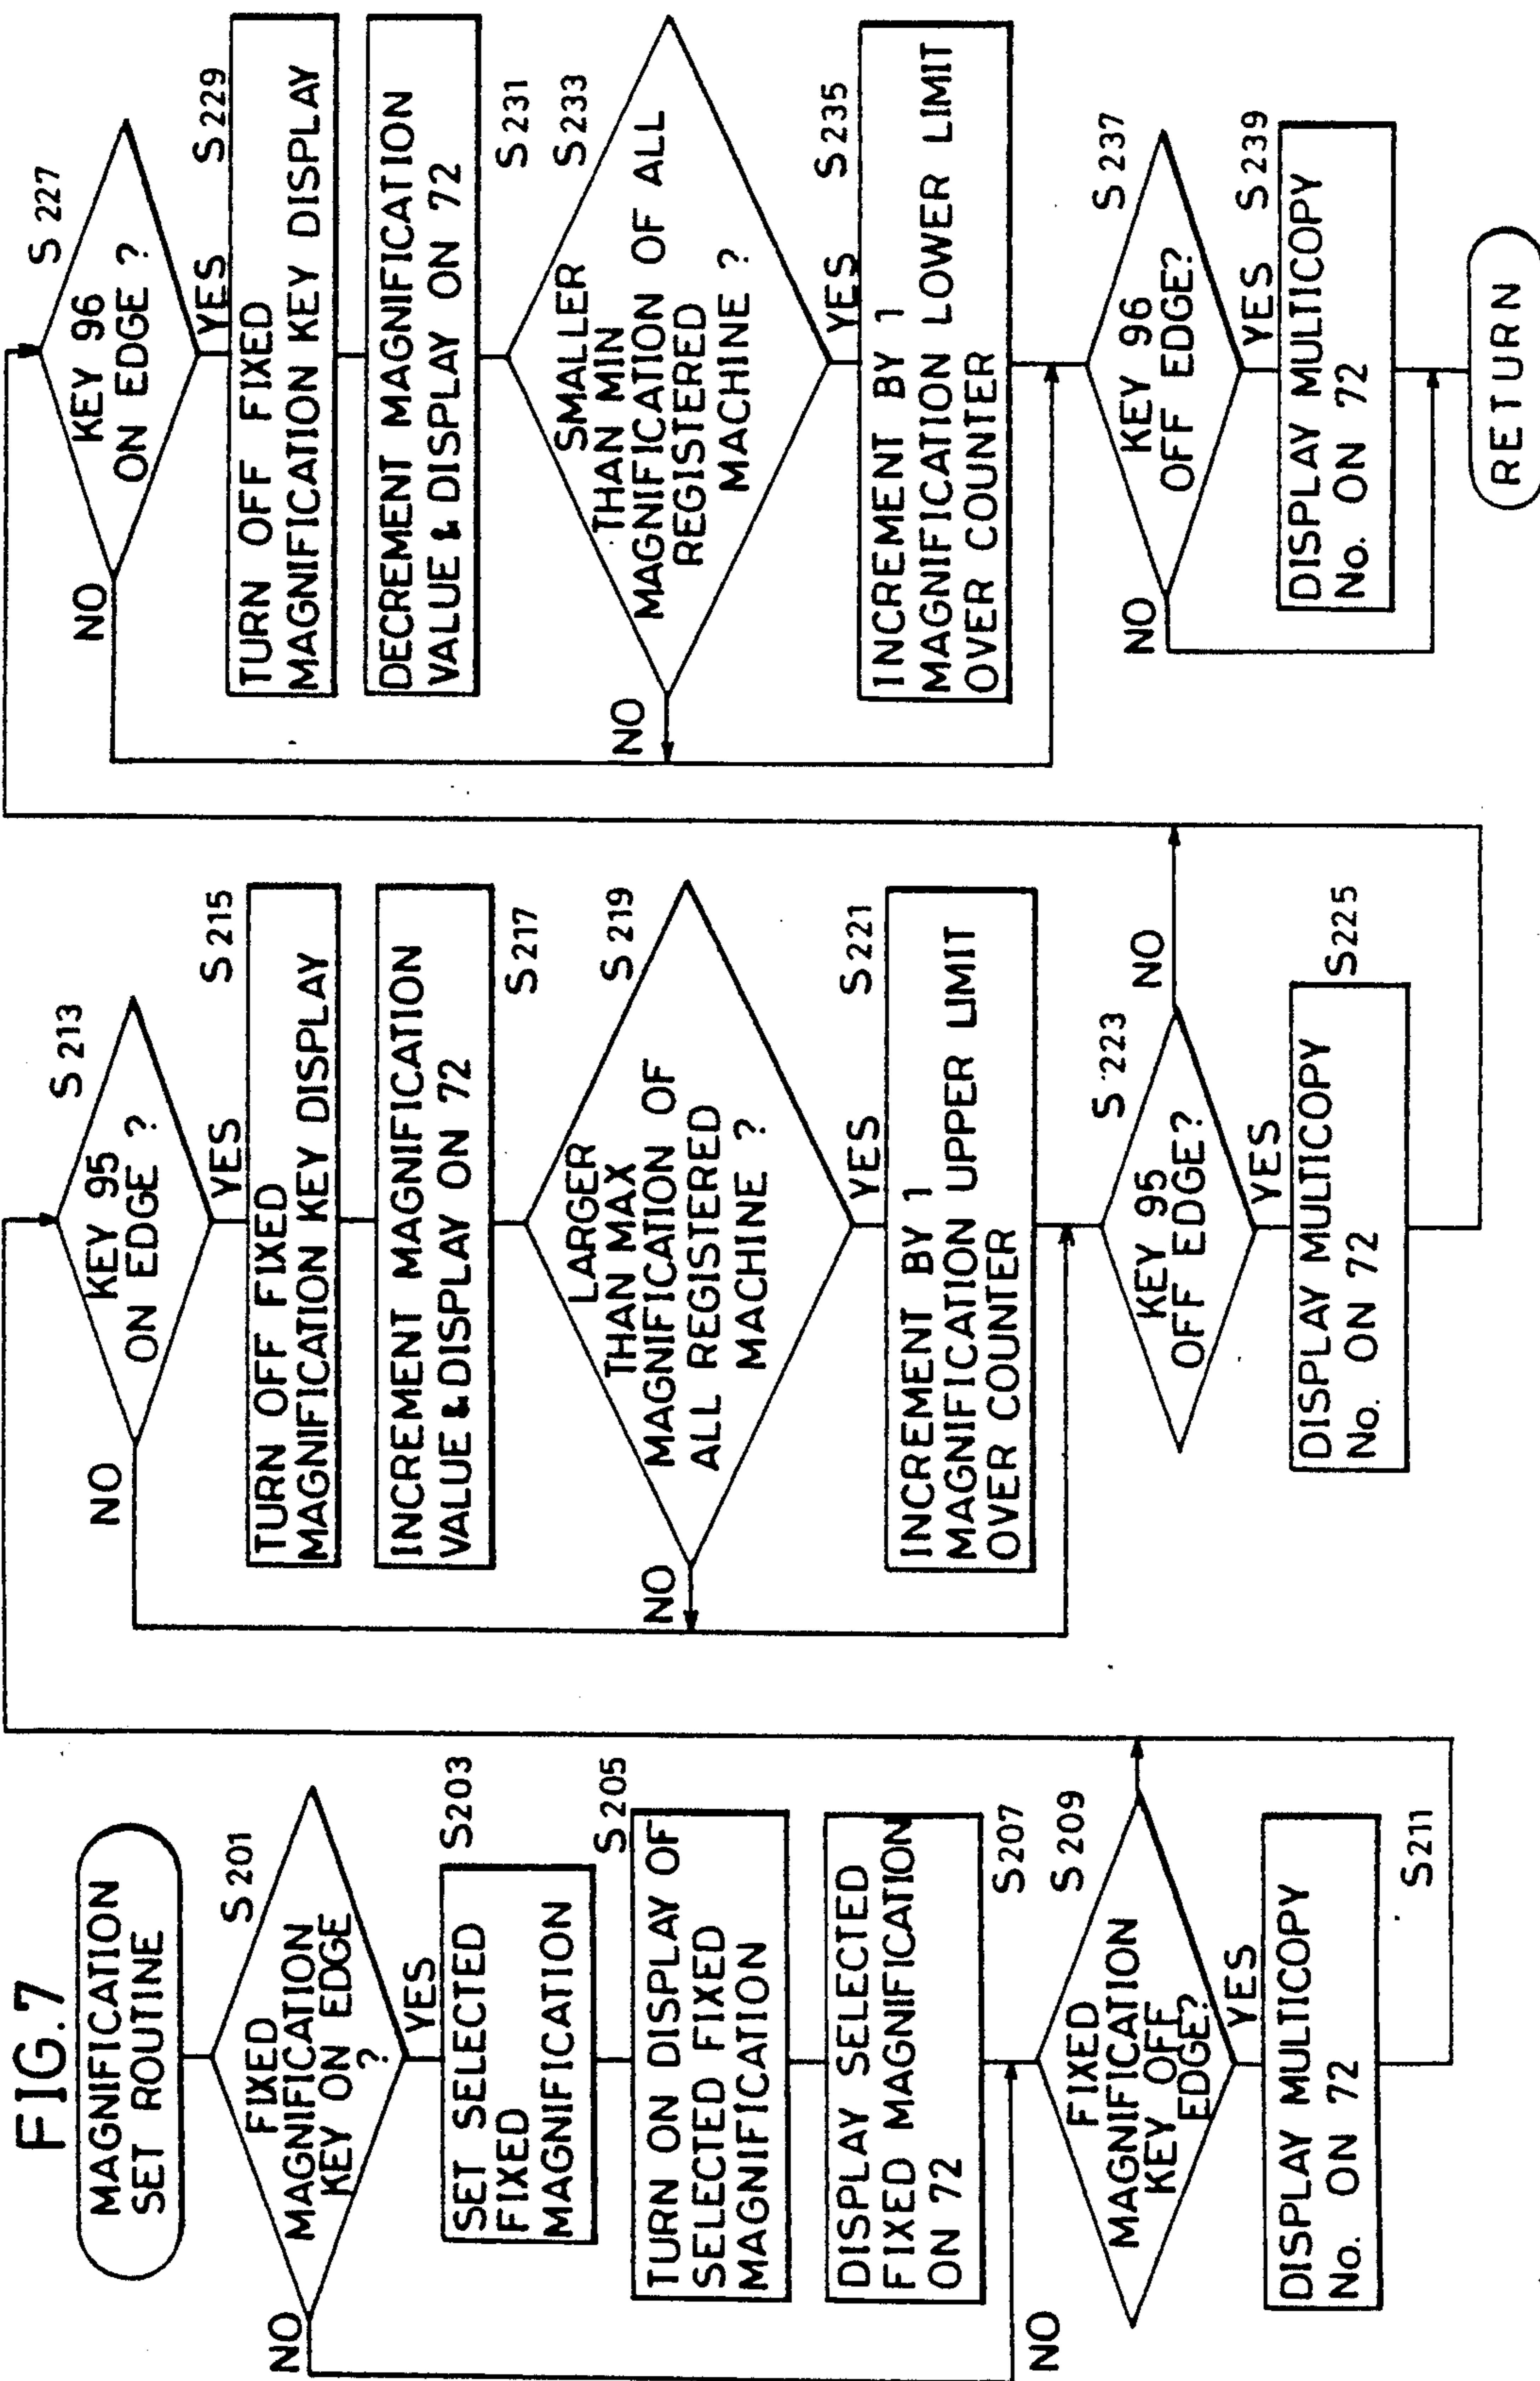 FIG.7
MAGNIFICATION
SET ROUTINE
S201
FIXED
MAGNIFICATION
KEY ON EDGE
?
NO
YES
S203
SET SELECTED
FIXED
MAGNIFICATION
S205
TURN ON DISPLAY OF
SELECTED FIXED
MAGNIFICATION
DISPLAY SELECTED
FIXED MAGNIFICATION
ON 72
S207
S209
NO
FIXED
MAGNIFICATION
KEY OFF
EDGE?
YES
DISPLAY MULTICOPY
No. ON 72
S211
S213
KEY 95
ON EDGE ?
NO
YES
S215
TURN OFF FIXED
MAGNIFICATION KEY DISPLAY
INCREMENT MAGNIFICATION
VALUE & DISPLAY ON 72
S217
S219
LARGER
THAN MAX
MAGNIFICATION OF
ALL REGISTERED
MACHINE ?
NO
YES
S221
INCREMENT BY 1
MAGNIFICATION UPPER LIMIT
OVER COUNTER
S223
KEY 95
OFF EDGE?
NO
YES
S225
DISPLAY MULTICOPY
No. ON 72
S227
KEY 96
ON EDGE ?
NO
YES
S229
TURN OFF FIXED
MAGNIFICATION KEY DISPLAY
DECREMENT MAGNIFICATION
VALUE & DISPLAY ON 72
S231
S233
SMALLER
THAN MIN
MAGNIFICATION OF ALL
REGISTERED
MACHINE ?
NO
YES
S235
INCREMENT BY 1
MAGNIFICATION LOWER LIMIT
OVER COUNTER
S237
KEY 96
OFF EDGE?
NO
YES
S239
DISPLAY MULTICOPY
No. ON 72
RETURN